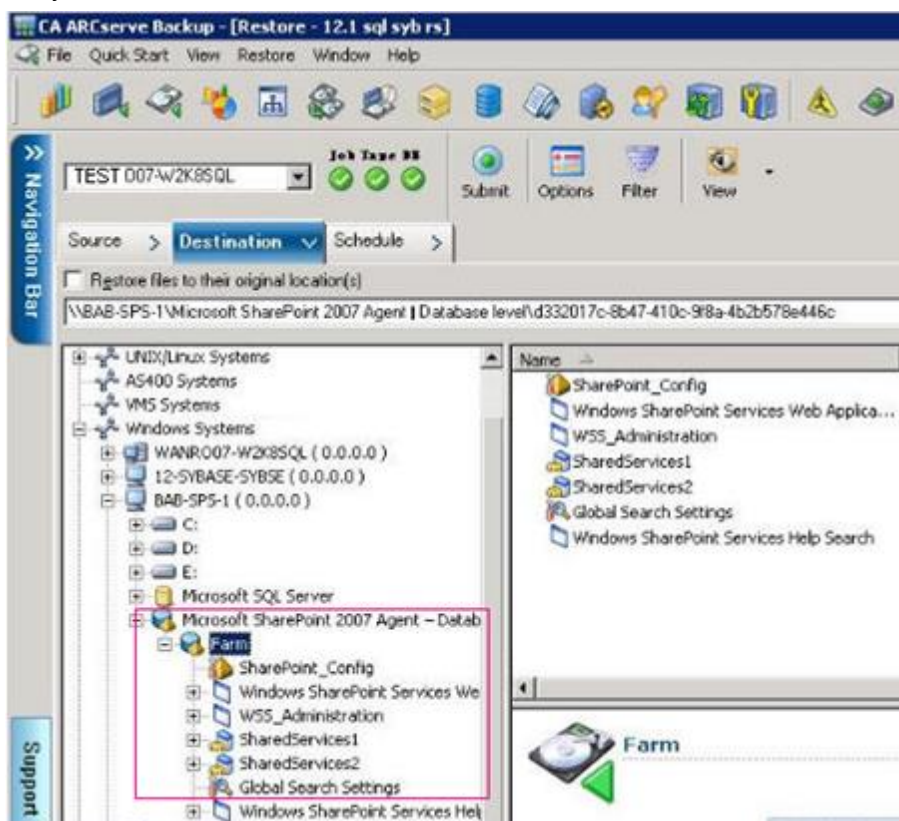 CA ARCserve Backup - [Restore - 12.1 sql syb rs]
File Quick Start View Restore Window Help
Job Tape DB
TEST 007-W2K8SQL
Submit Options Filter View
Navigation Bar
Source > Destination Schedule >
Restore files to their original location(s)
\\BAB-SPS-1\Microsoft SharePoint 2007 Agent | Database level\d332017c-8b47-410c-9f8a-4b2b578e446c
UNIX/Linux Systems
AS400 Systems
VMS Systems
Windows Systems
WANRO07-W2K8SQL ( 0.0.0.0 )
12-SYBASE-SYBSE ( 0.0.0.0 )
BAB-SPS-1 ( 0.0.0.0 )
C:
D:
E:
Microsoft SQL Server
Microsoft SharePoint 2007 Agent – Datab
Farm
SharePoint_Config
Windows SharePoint Services We
WSS_Administration
SharedServices1
SharedServices2
Global Search Settings
Windows SharePoint Services Hel
Name
SharePoint_Config
Windows SharePoint Services Web Applica...
WSS_Administration
SharedServices1
SharedServices2
Global Search Settings
Windows SharePoint Services Help Search
Farm
Support